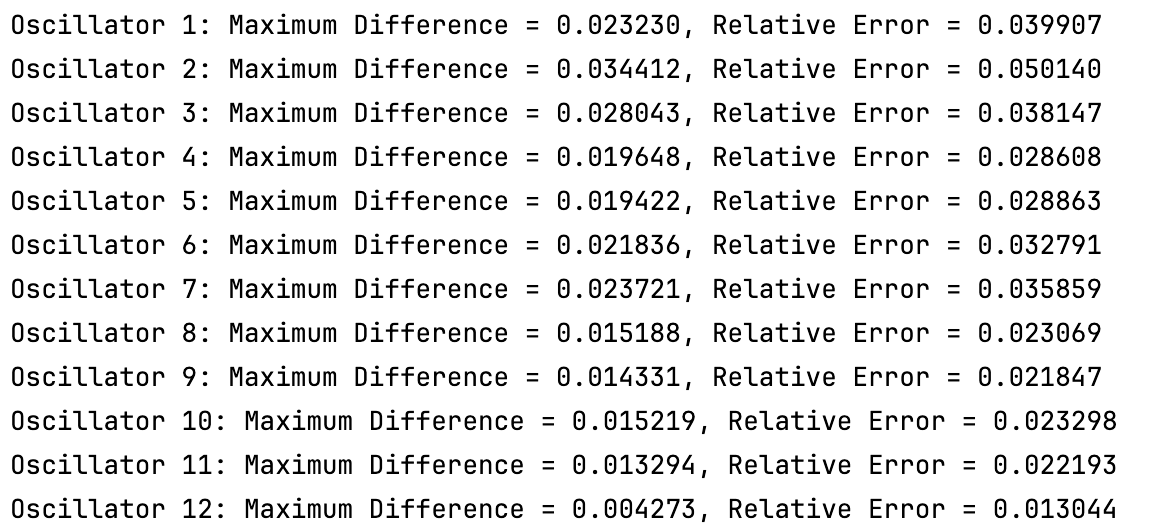 Oscillator 1: Maximum Difference = 0.023230, Relative Error = 0.039907
Oscillator 2: Maximum Difference = 0.034412, Relative Error = 0.050140
Oscillator 3: Maximum Difference = 0.028043, Relative Error = 0.038147
Oscillator 4: Maximum Difference = 0.019648, Relative Error = 0.028608
Oscillator 5: Maximum Difference = 0.019422, Relative Error = 0.028863
Oscillator 6: Maximum Difference = 0.021836, Relative Error = 0.032791
Oscillator 7: Maximum Difference = 0.023721, Relative Error = 0.035859
Oscillator 8: Maximum Difference = 0.015188, Relative Error = 0.023069
Oscillator 9: Maximum Difference = 0.014331, Relative Error = 0.021847
Oscillator 10: Maximum Difference = 0.015219, Relative Error = 0.023298
Oscillator 11: Maximum Difference = 0.013294, Relative Error = 0.022193
Oscillator 12: Maximum Difference = 0.004273, Relative Error = 0.013044